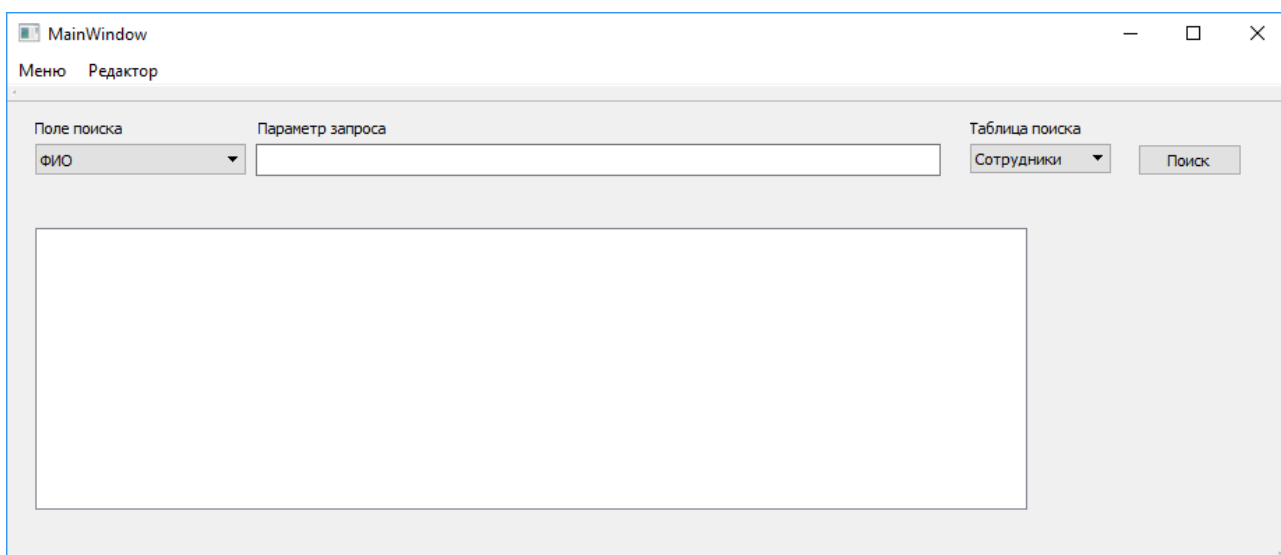 MainWindow
Меню Редактор
Поле поиска Параметр запроса Таблица поиска
ФИО Сотрудники Поиск